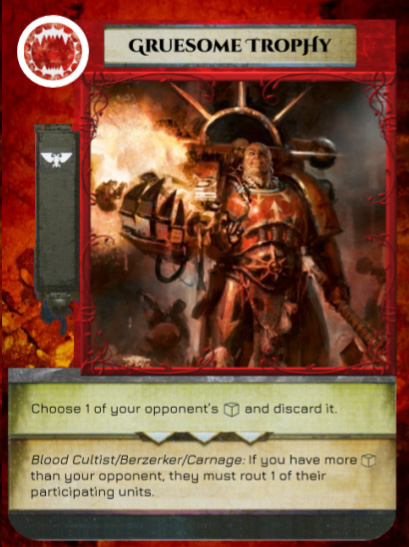 Gruesome Trophy
Choose 1 of your opponent's and discard it.
Blood Cultist/Berzerker/Carnage: If you have more
than your opponent, they must rout 1 of their
participating units.